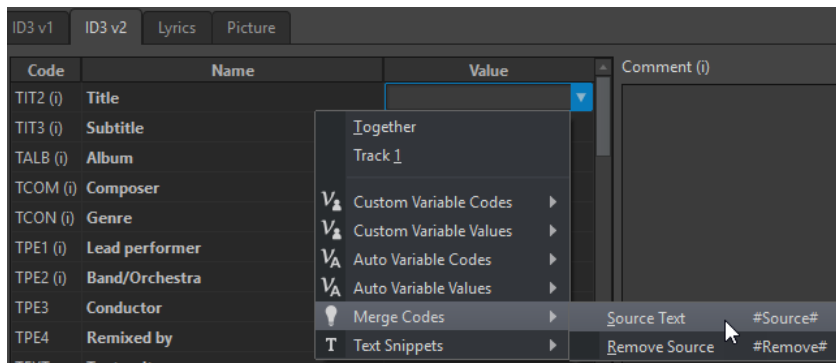 ID3 v1 ID3 v2 Lyrics Picture
Code Name Value Comment (i)
TIT2 (i) Title
TIT3 (i) Subtitle
TALB (i) Album
TCOM (i) Composer
TCON (i) Genre
TPE1 (i) Lead performer
TPE2 (i) Band/Orchestra
TPE3 Conductor
TPE4 Remixed by
Together
Track 1
Custom Variable Codes
Custom Variable Values
Auto Variable Codes
Auto Variable Values
Merge Codes
T Text Snippets
Source Text #Source#
Remove Source #Remove#